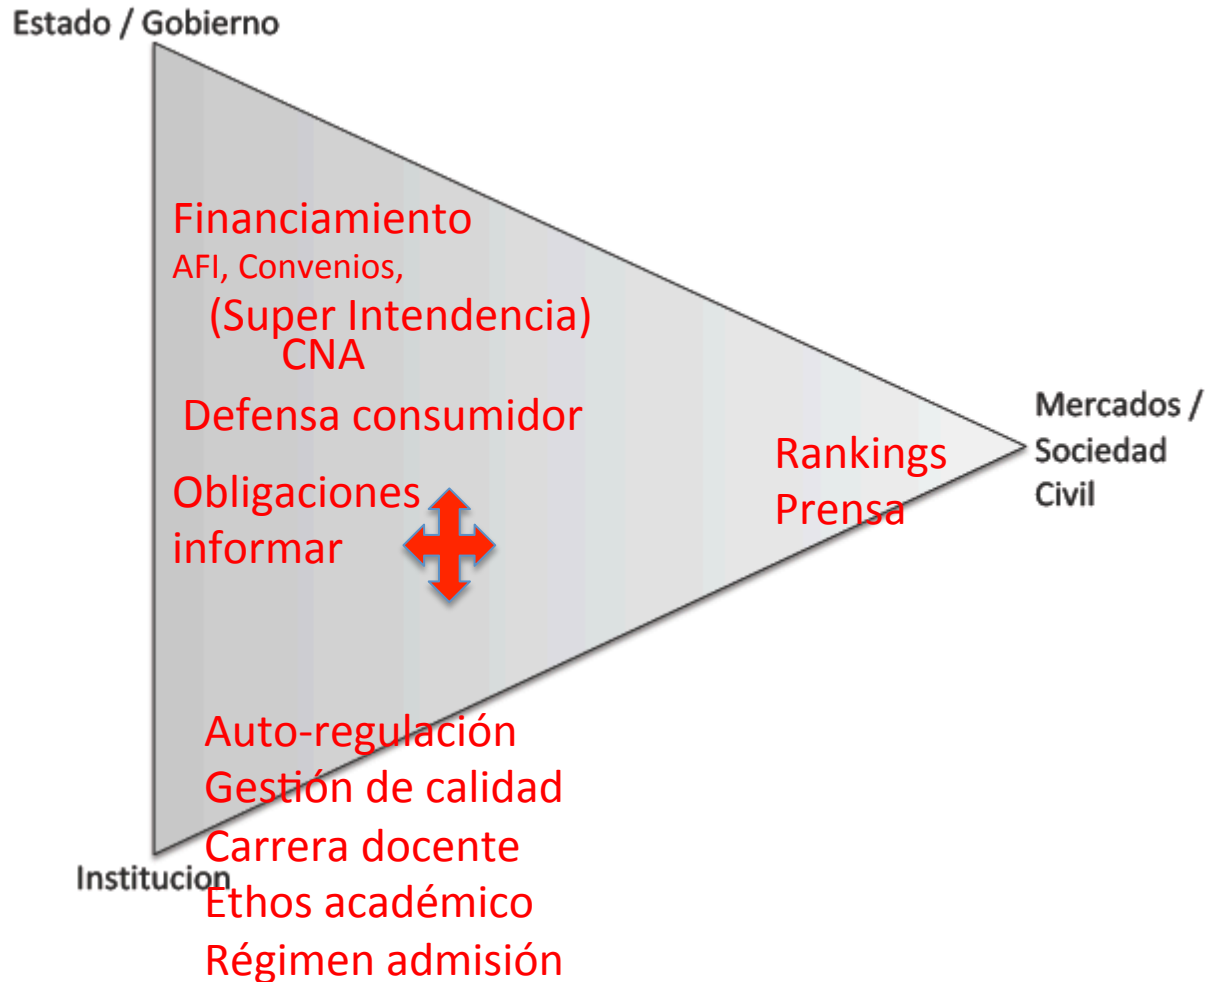 Estado / Gobierno
Financiamiento
AFI, Convenios,
(Super Intendencia)
CNA
Defensa consumidor
Obligaciones
informar
Rankings
Prensa
Mercados /
Sociedad
Civil
Auto-regulación
Gestión de calidad
Carrera docente
Institucion
Ethos académico
Régimen admisión